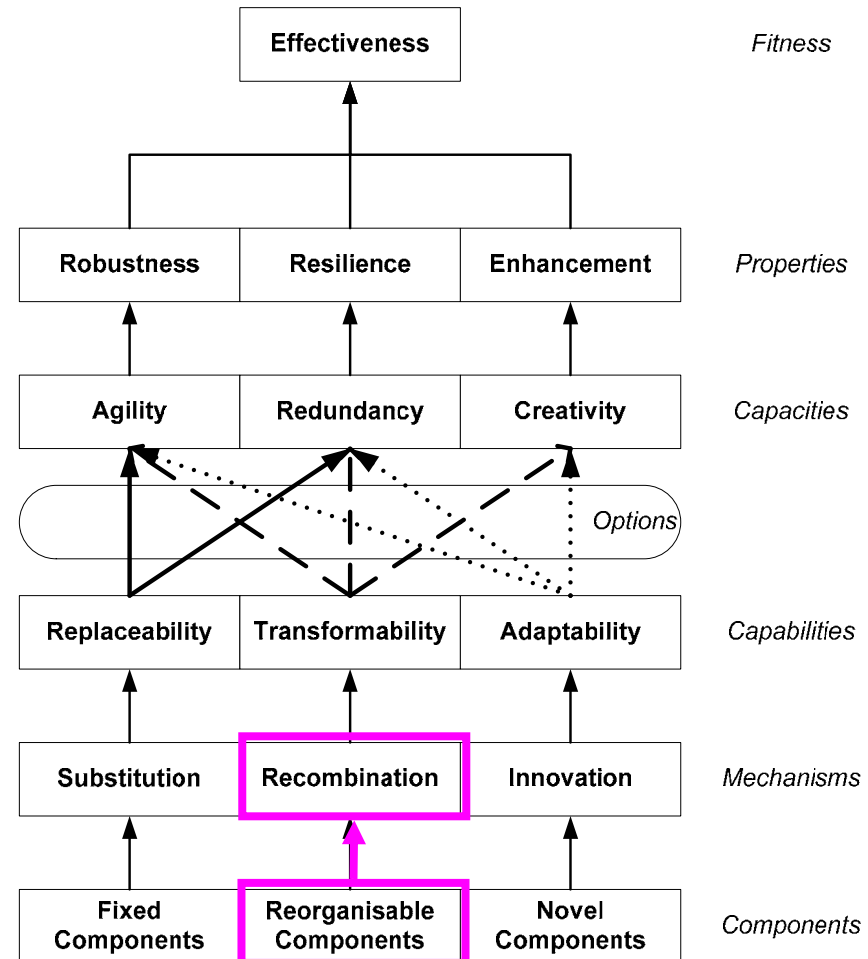 Effectiveness
Fitness
Robustness
Resilience
Enhancement
Properties
Agility
Redundancy
Creativity
Capacities
Options
Replaceability
Transformability
Adaptability
Capabilities
Substitution
Recombination
Innovation
Mechanisms
Fixed
Components
Reorganisable
Components
Novel
Components
Components